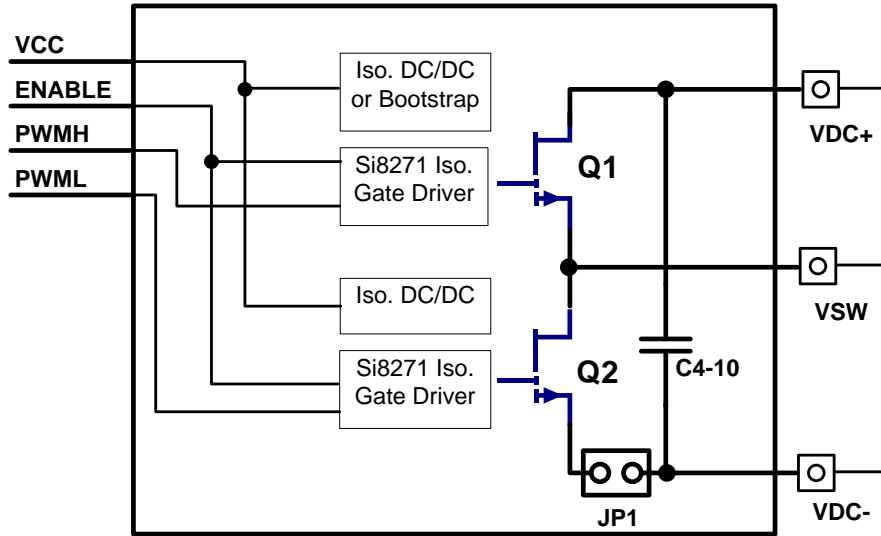 VCC
ENABLE
PWMH
PWML
Iso. DC/DC
or Bootstrap
Si8271 Iso.
Gate Driver
Q1
VDC+
Iso. DC/DC
VSW
Si8271 Iso.
Gate Driver
Q2
C4-10
JP1
VDC-